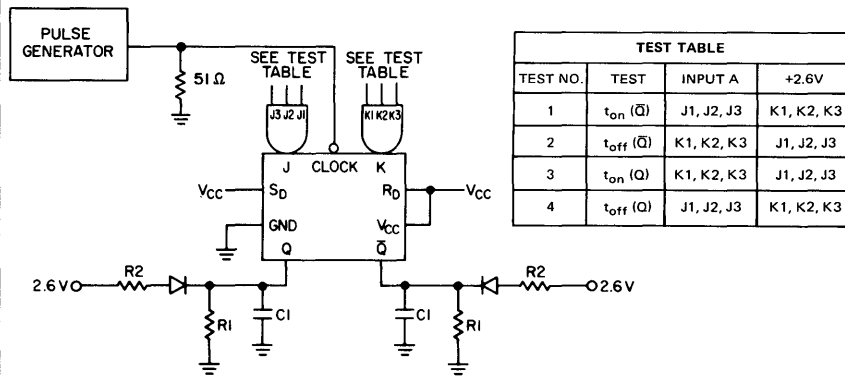 PULSE
GENERATOR
51 Ω
SEE TEST
TABLE
SEE TEST
TABLE
J3 J2 J1
K1 K2 K3
J CLOCK K
VCC
SD
RD
VCC
GND
VCC
Q
Q̅
2.6V
R2
R1
C1
C1
R1
R2
2.6V
TEST TABLE
TEST NO. TEST INPUT A +2.6V
1 ton (Q̅) J1, J2, J3 K1, K2, K3
2 toff (Q̅) K1, K2, K3 J1, J2, J3
3 ton (Q) K1, K2, K3 J1, J2, J3
4 toff (Q) J1, J2, J3 K1, K2, K3